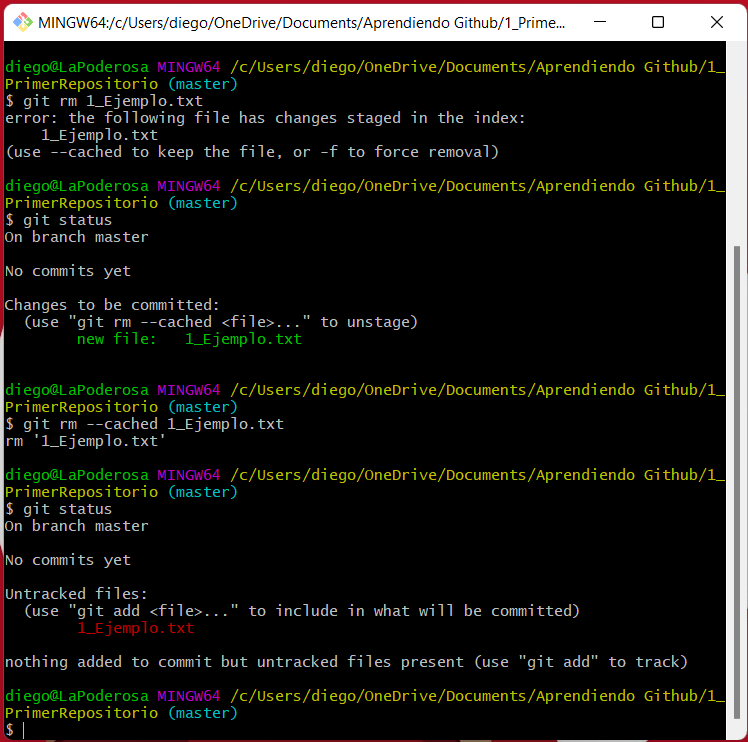 MINGW64:/c/Users/diego/OneDrive/Documents/Aprendiendo Github/1_Prime...
diego@LaPoderosa MINGW64 /c/Users/diego/OneDrive/Documents/Aprendiendo Github/1_
PrimerRepositorio (master)
$ git rm 1_Ejemplo.txt
error: the following file has changes staged in the index:
    1_Ejemplo.txt
(use --cached to keep the file, or -f to force removal)
diego@LaPoderosa MINGW64 /c/Users/diego/OneDrive/Documents/Aprendiendo Github/1_
PrimerRepositorio (master)
$ git status
On branch master
No commits yet
Changes to be committed:
  (use "git rm --cached <file>..." to unstage)
        new file:   1_Ejemplo.txt
diego@LaPoderosa MINGW64 /c/Users/diego/OneDrive/Documents/Aprendiendo Github/1_
PrimerRepositorio (master)
$ git rm --cached 1_Ejemplo.txt
rm '1_Ejemplo.txt'
diego@LaPoderosa MINGW64 /c/Users/diego/OneDrive/Documents/Aprendiendo Github/1_
PrimerRepositorio (master)
$ git status
On branch master
No commits yet
Untracked files:
  (use "git add <file>..." to include in what will be committed)
        1_Ejemplo.txt
nothing added to commit but untracked files present (use "git add" to track)
diego@LaPoderosa MINGW64 /c/Users/diego/OneDrive/Documents/Aprendiendo Github/1_
PrimerRepositorio (master)
$